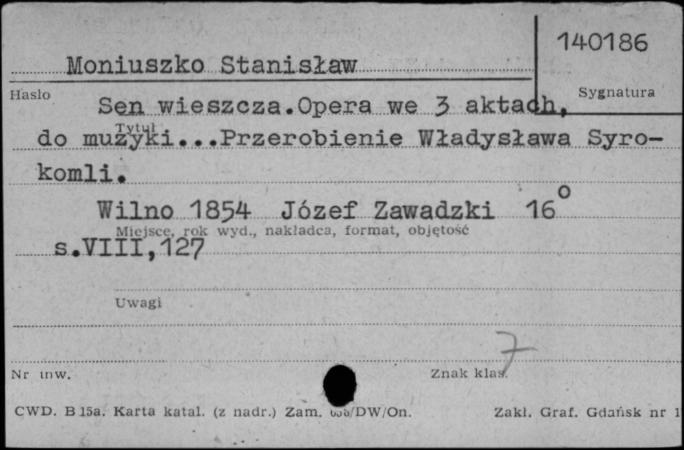 140186
Moniuszko Stanisław
Hasło
Sygnatura
Sen wieszcza.Opera we 3 aktach,
Tytuł
do muzyki...Przerobienie Władysława Syro-
komli.
Wilno 1854 Józef Zawadzki 16°
Miejsce, rok wyd., nakładca, format, objętość
s.VIII,127
Uwagi
7
Nr inw.
Znak klas.
CWD. B 15a. Karta katal. (z nadr.) Zam. /DW/On.
Zakł. Graf. Gdańsk nr 1